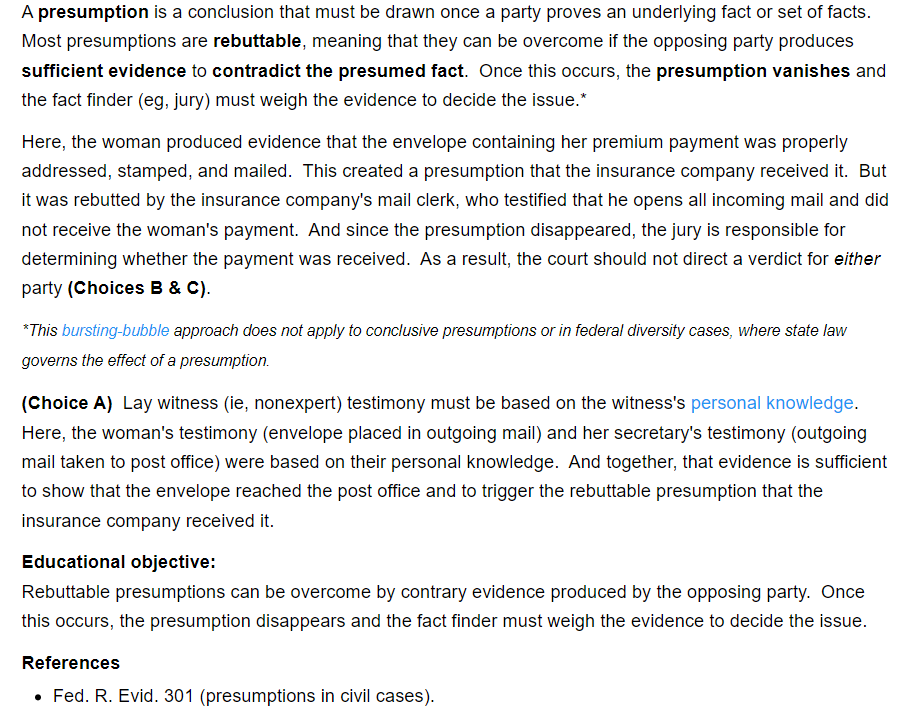 A presumption is a conclusion that must be drawn once a party proves an underlying fact or set of facts.
Most presumptions are rebuttable, meaning that they can be overcome if the opposing party produces
sufficient evidence to contradict the presumed fact.  Once this occurs, the presumption vanishes and
the fact finder (eg, jury) must weigh the evidence to decide the issue.*
Here, the woman produced evidence that the envelope containing her premium payment was properly
addressed, stamped, and mailed.  This created a presumption that the insurance company received it.  But
it was rebutted by the insurance company's mail clerk, who testified that he opens all incoming mail and did
not receive the woman's payment.  And since the presumption disappeared, the jury is responsible for
determining whether the payment was received.  As a result, the court should not direct a verdict for either
party (Choices B & C).
*This bursting-bubble approach does not apply to conclusive presumptions or in federal diversity cases, where state law
governs the effect of a presumption.
(Choice A)  Lay witness (ie, nonexpert) testimony must be based on the witness's personal knowledge.
Here, the woman's testimony (envelope placed in outgoing mail) and her secretary's testimony (outgoing
mail taken to post office) were based on their personal knowledge.  And together, that evidence is sufficient
to show that the envelope reached the post office and to trigger the rebuttable presumption that the
insurance company received it.
Educational objective:
Rebuttable presumptions can be overcome by contrary evidence produced by the opposing party.  Once
this occurs, the presumption disappears and the fact finder must weigh the evidence to decide the issue.
References
• Fed. R. Evid. 301 (presumptions in civil cases).